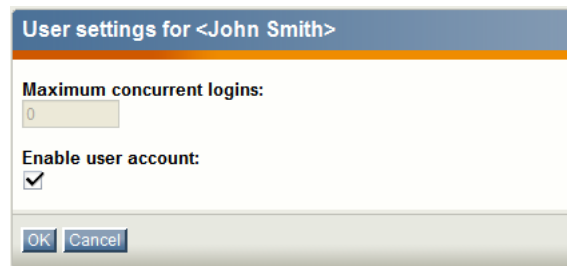 User settings for <John Smith>
Maximum concurrent logins:
0
Enable user account:
OK Cancel